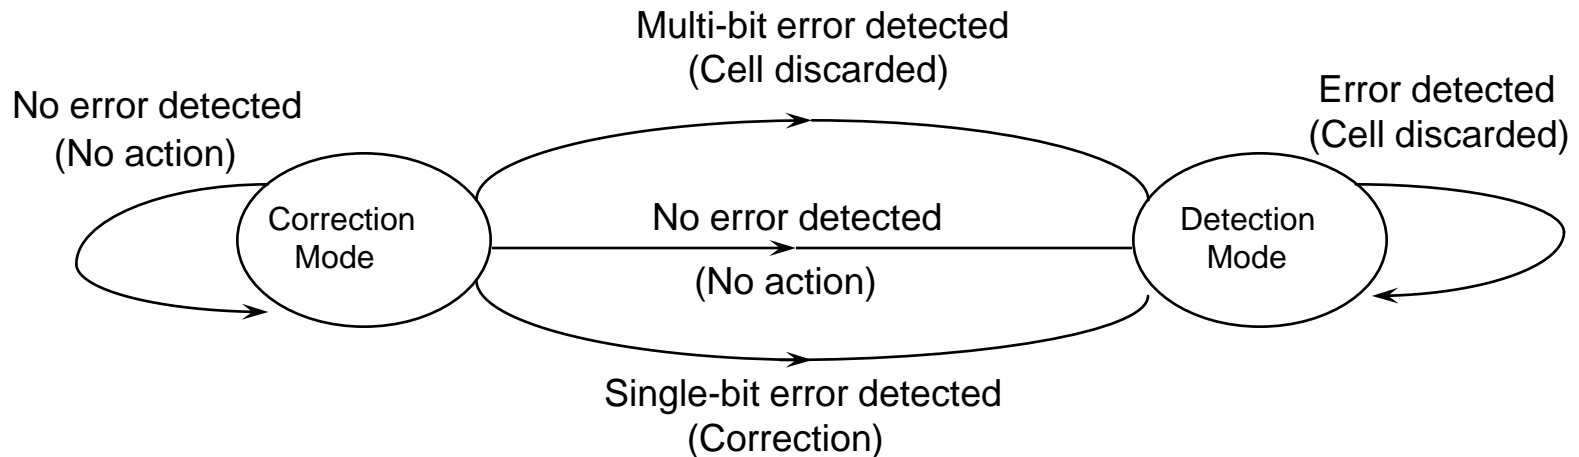 Multi-bit error detected
(Cell discarded)
No error detected
(No action)
Error detected
(Cell discarded)
Correction
Mode
No error detected
(No action)
Detection
Mode
Single-bit error detected
(Correction)